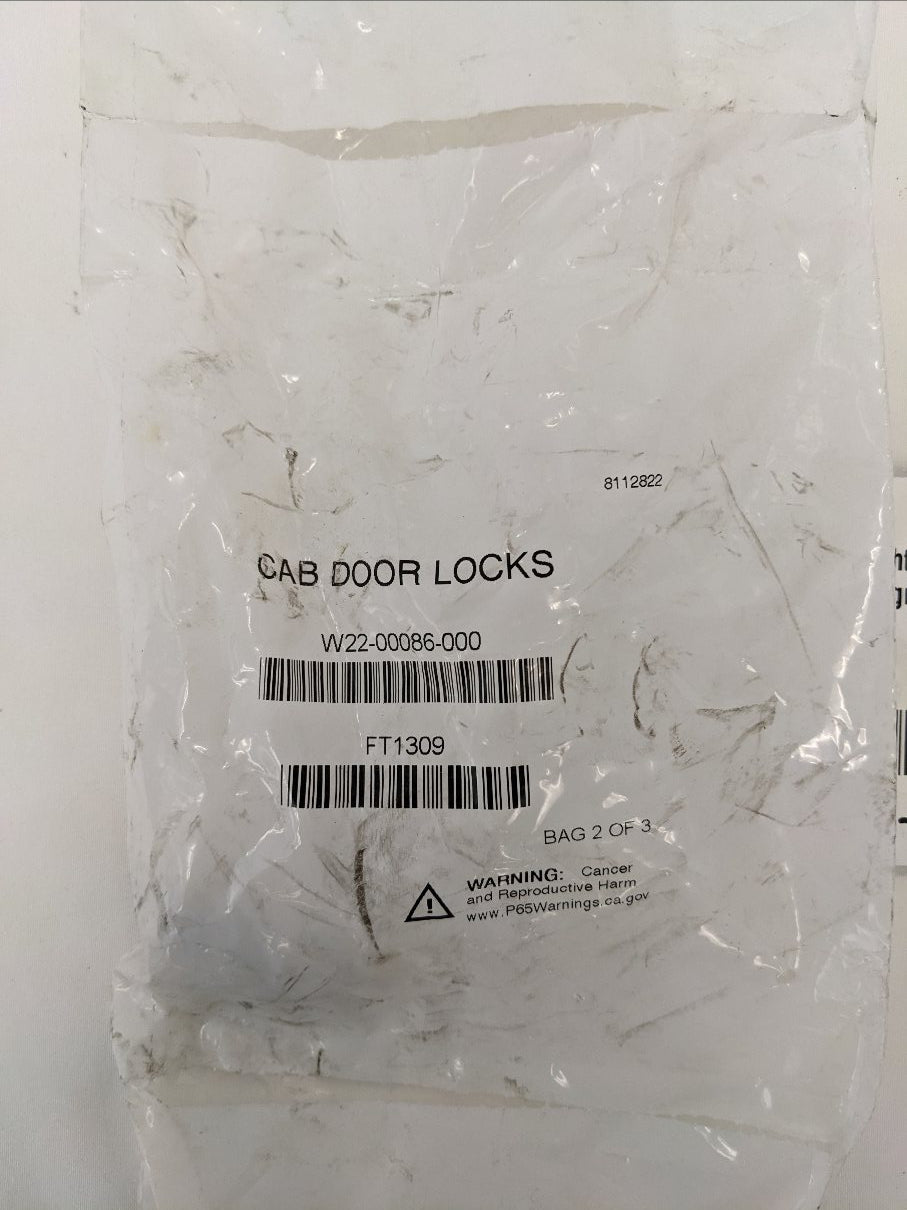 8112822
CAB DOOR LOCKS
W22-00086-000
FT1309
BAG 2 OF 3
WARNING: Cancer
and Reproductive Harm
www.P65Warnings.ca.gov